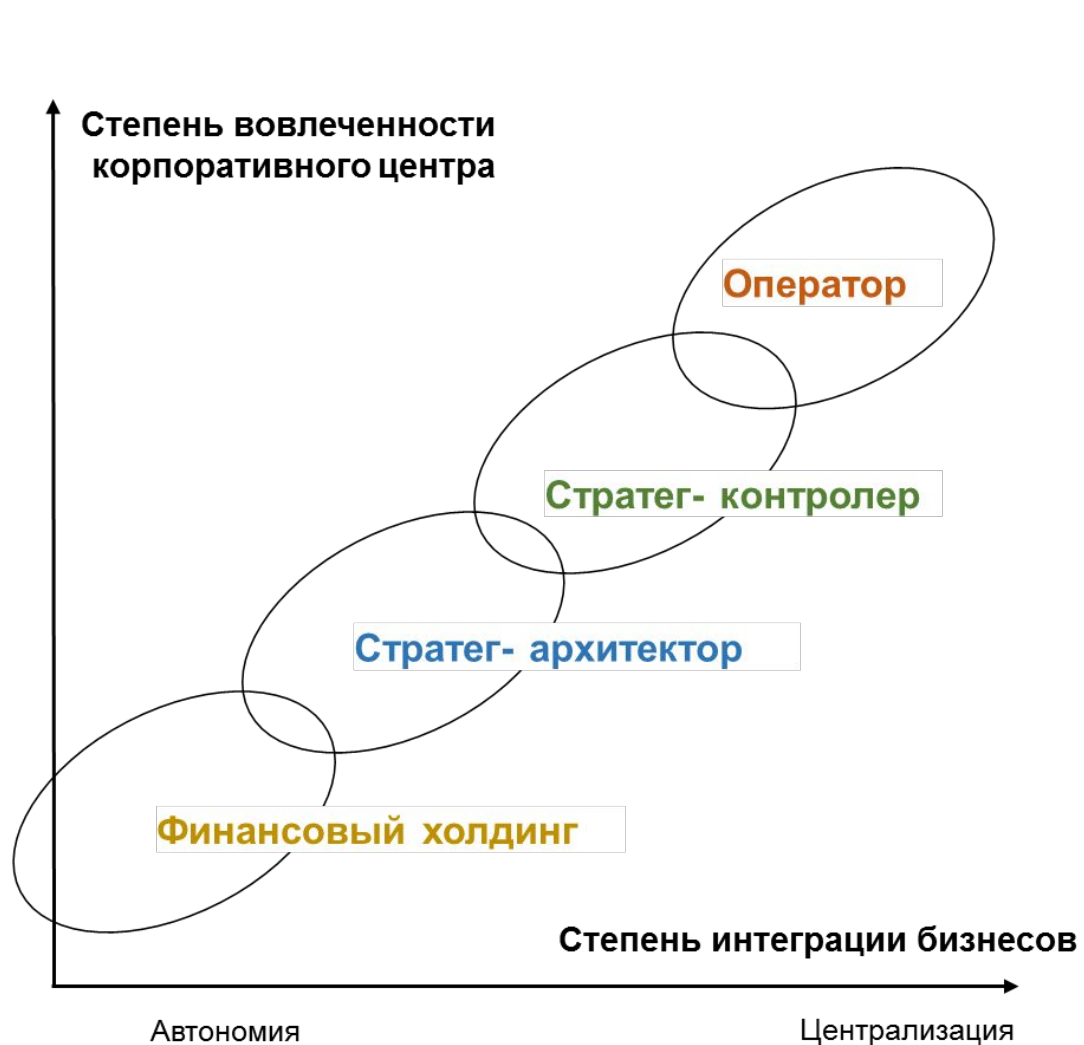 Степень вовлеченности
корпоративного центра
Оператор
Стратег- контролер
Стратег- архитектор
Финансовый холдинг
Степень интеграции бизнесов
Автономия
Централизация